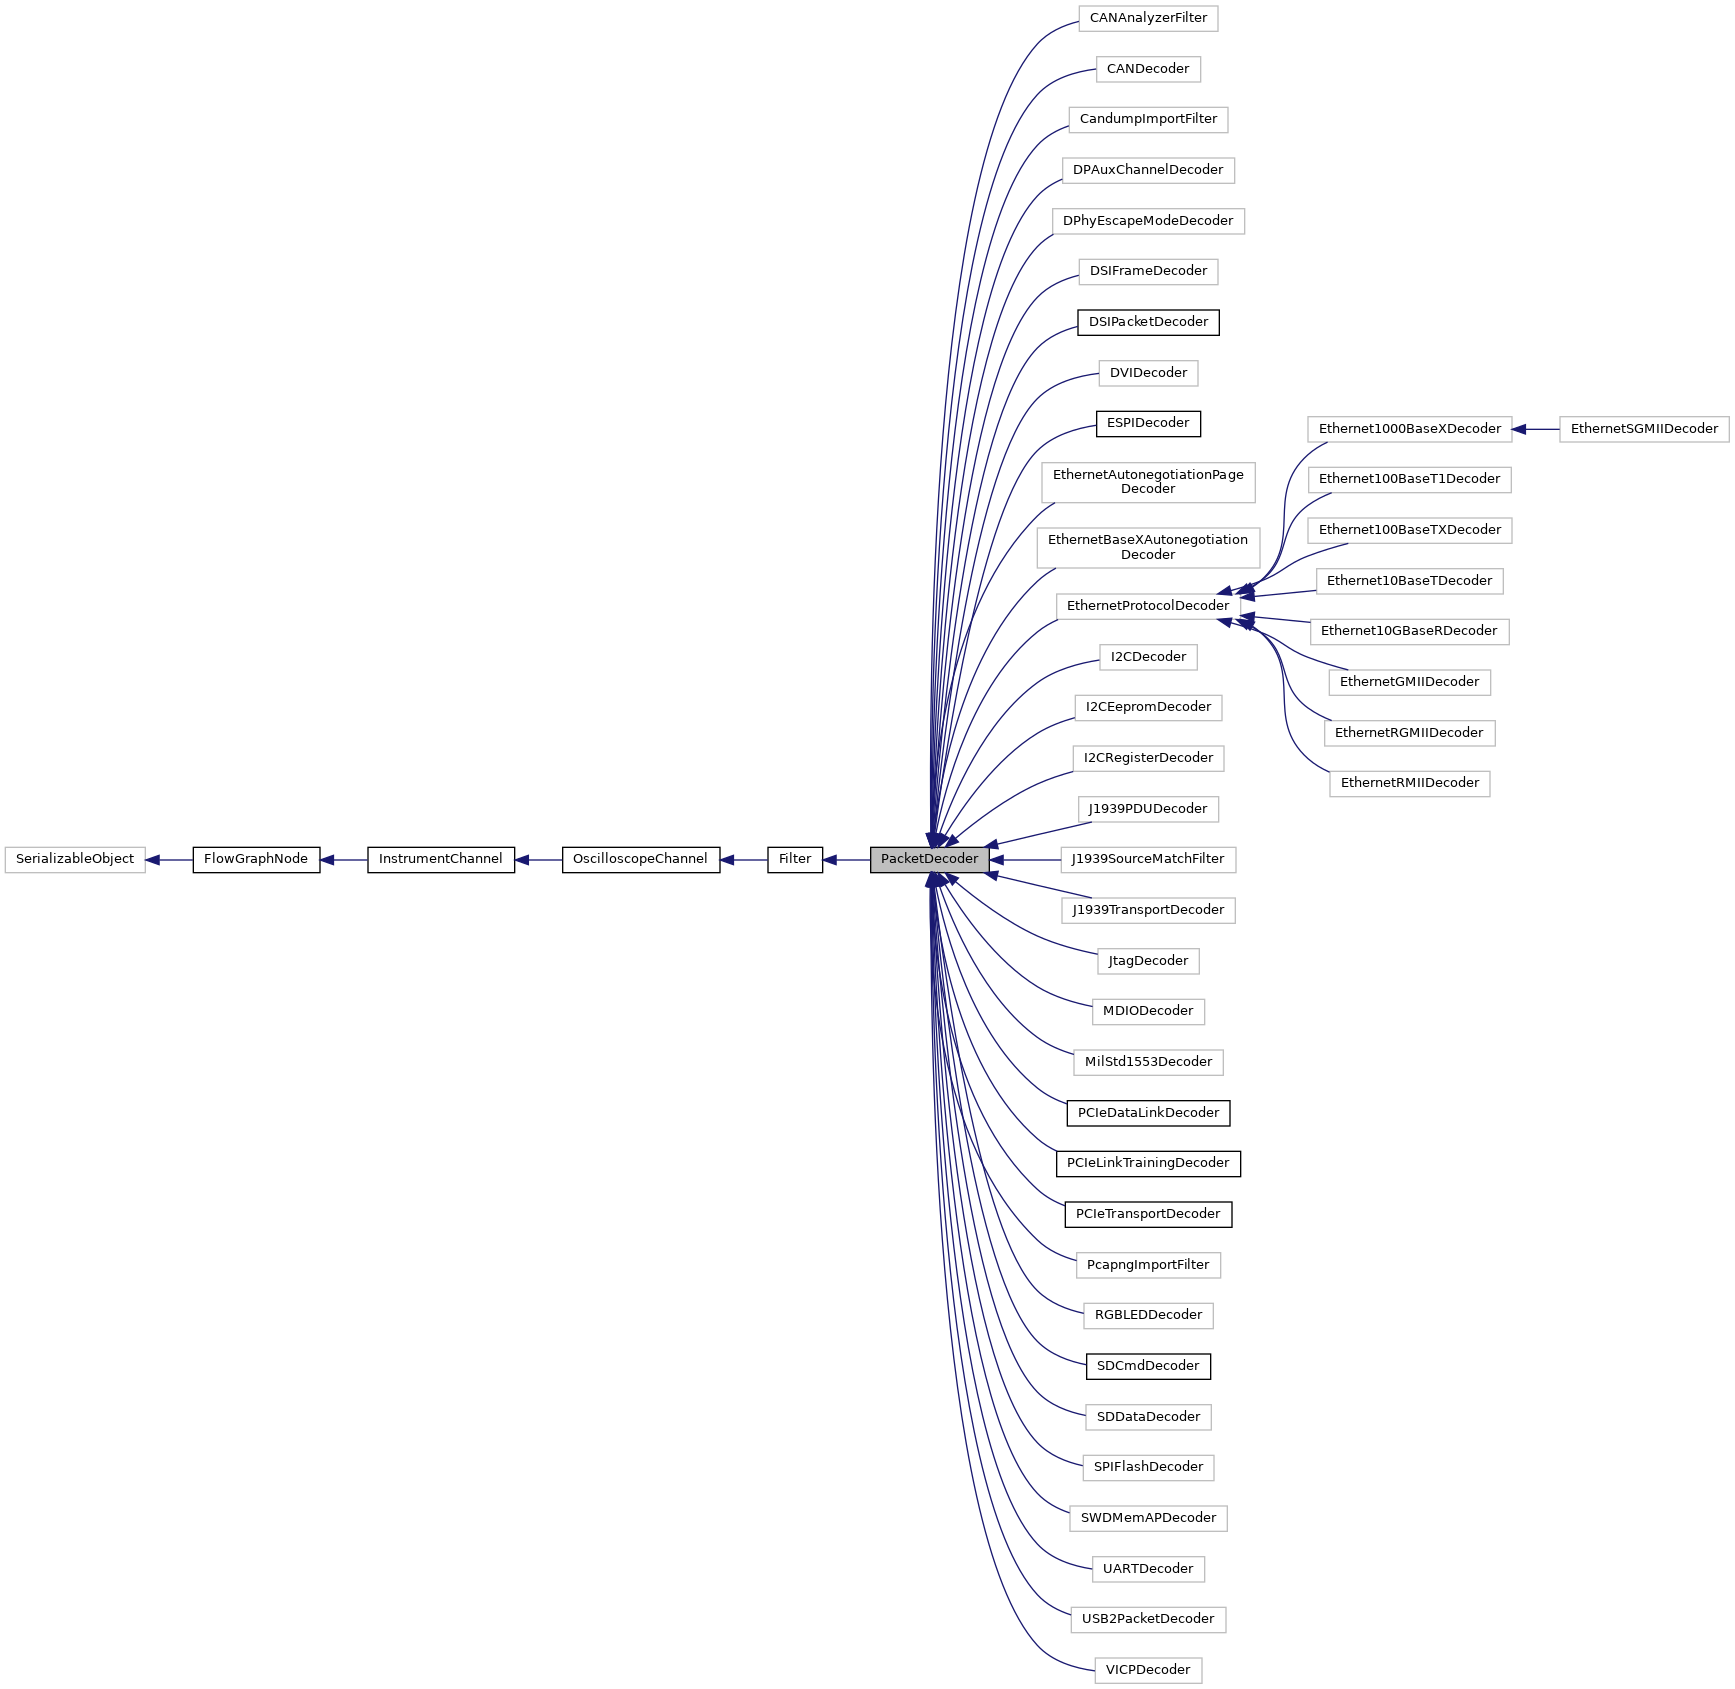 CANAnalyzerFilter
CANDecoder
CandumpImportFilter
DPAuxChannelDecoder
DPhyEscapeModeDecoder
DSIFrameDecoder
DSIPacketDecoder
DVIDecoder
ESPIDecoder
EthernetAutonegotiationPage
Decoder
EthernetBaseXAutonegotiation
Decoder
EthernetProtocolDecoder
Ethernet1000BaseXDecoder
EthernetSGMIIDecoder
Ethernet100BaseT1Decoder
Ethernet100BaseTXDecoder
Ethernet10BaseTDecoder
Ethernet10GBaseRDecoder
EthernetGMIIDecoder
EthernetRGMIIDecoder
EthernetRMIIDecoder
I2CDecoder
I2CEepromDecoder
I2CRegisterDecoder
J1939PDUDecoder
SerializableObject
FlowGraphNode
InstrumentChannel
OscilloscopeChannel
Filter
PacketDecoder
J1939SourceMatchFilter
J1939TransportDecoder
JtagDecoder
MDIODecoder
MilStd1553Decoder
PCIeDataLinkDecoder
PCIeLinkTrainingDecoder
PCIeTransportDecoder
PcapngImportFilter
RGBLEDDecoder
SDCmdDecoder
SDDataDecoder
SPIFlashDecoder
SWDMemAPDecoder
UARTDecoder
USB2PacketDecoder
VICPDecoder